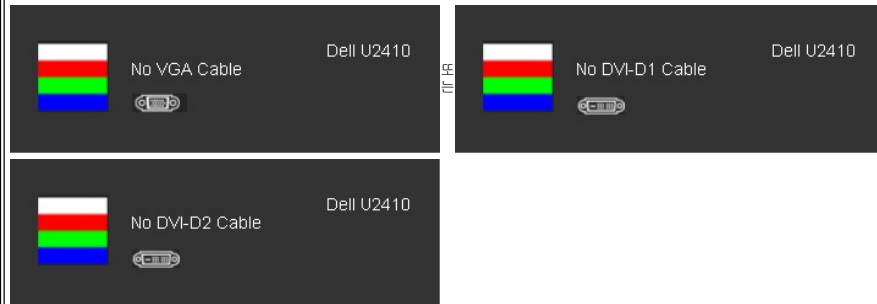 Dell U2410
No VGA Cable
Dell U2410
No DVI-D1 Cable
Dell U2410
No DVI-D2 Cable